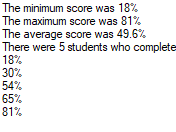 The minimum score was 18%
The maximum score was 81%
The average score was 49.6%
There were 5 students who complete
18%
30%
54%
65%
81%